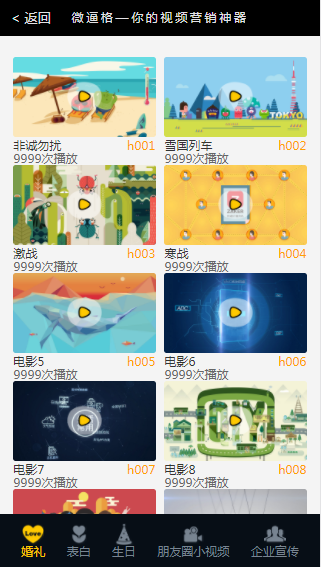 < 返回 微逼格—你的视频营销神器
TOKYO
非诚勿扰 h001 雪国列车 h002
9999次播放 9999次播放
CITY
激战 h003 寒战 h004
9999次播放 9999次播放
电影5 h005 电影6 h006
9999次播放 9999次播放
电影7 h007 电影8 h008
9999次播放 9999次播放
Love
婚礼 表白 生日 朋友圈小视频 企业宣传